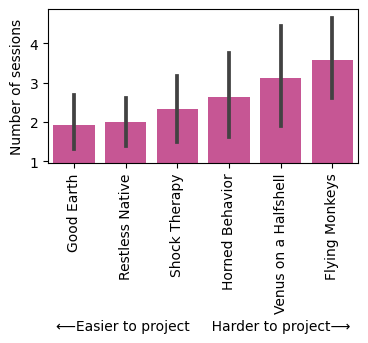 Number of sessions
4
3
2
1
Good Earth
Restless Native
Shock Therapy
Horned Behavior
Venus on a Halfshell
Flying Monkeys
⟵Easier to project Harder to project⟶